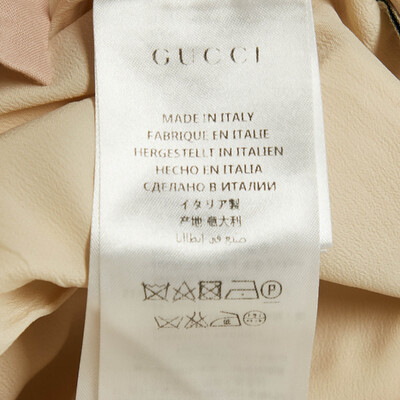 GUCCI
MADE IN ITALY
FABRIQUE EN ITALIE
HERGESTELLT IN ITALIEN
HECHO EN ITALIA
СДЕЛАНО В ИТАЛИИ
イタリア製
产地:意大利
صنع في إيطاليا
P